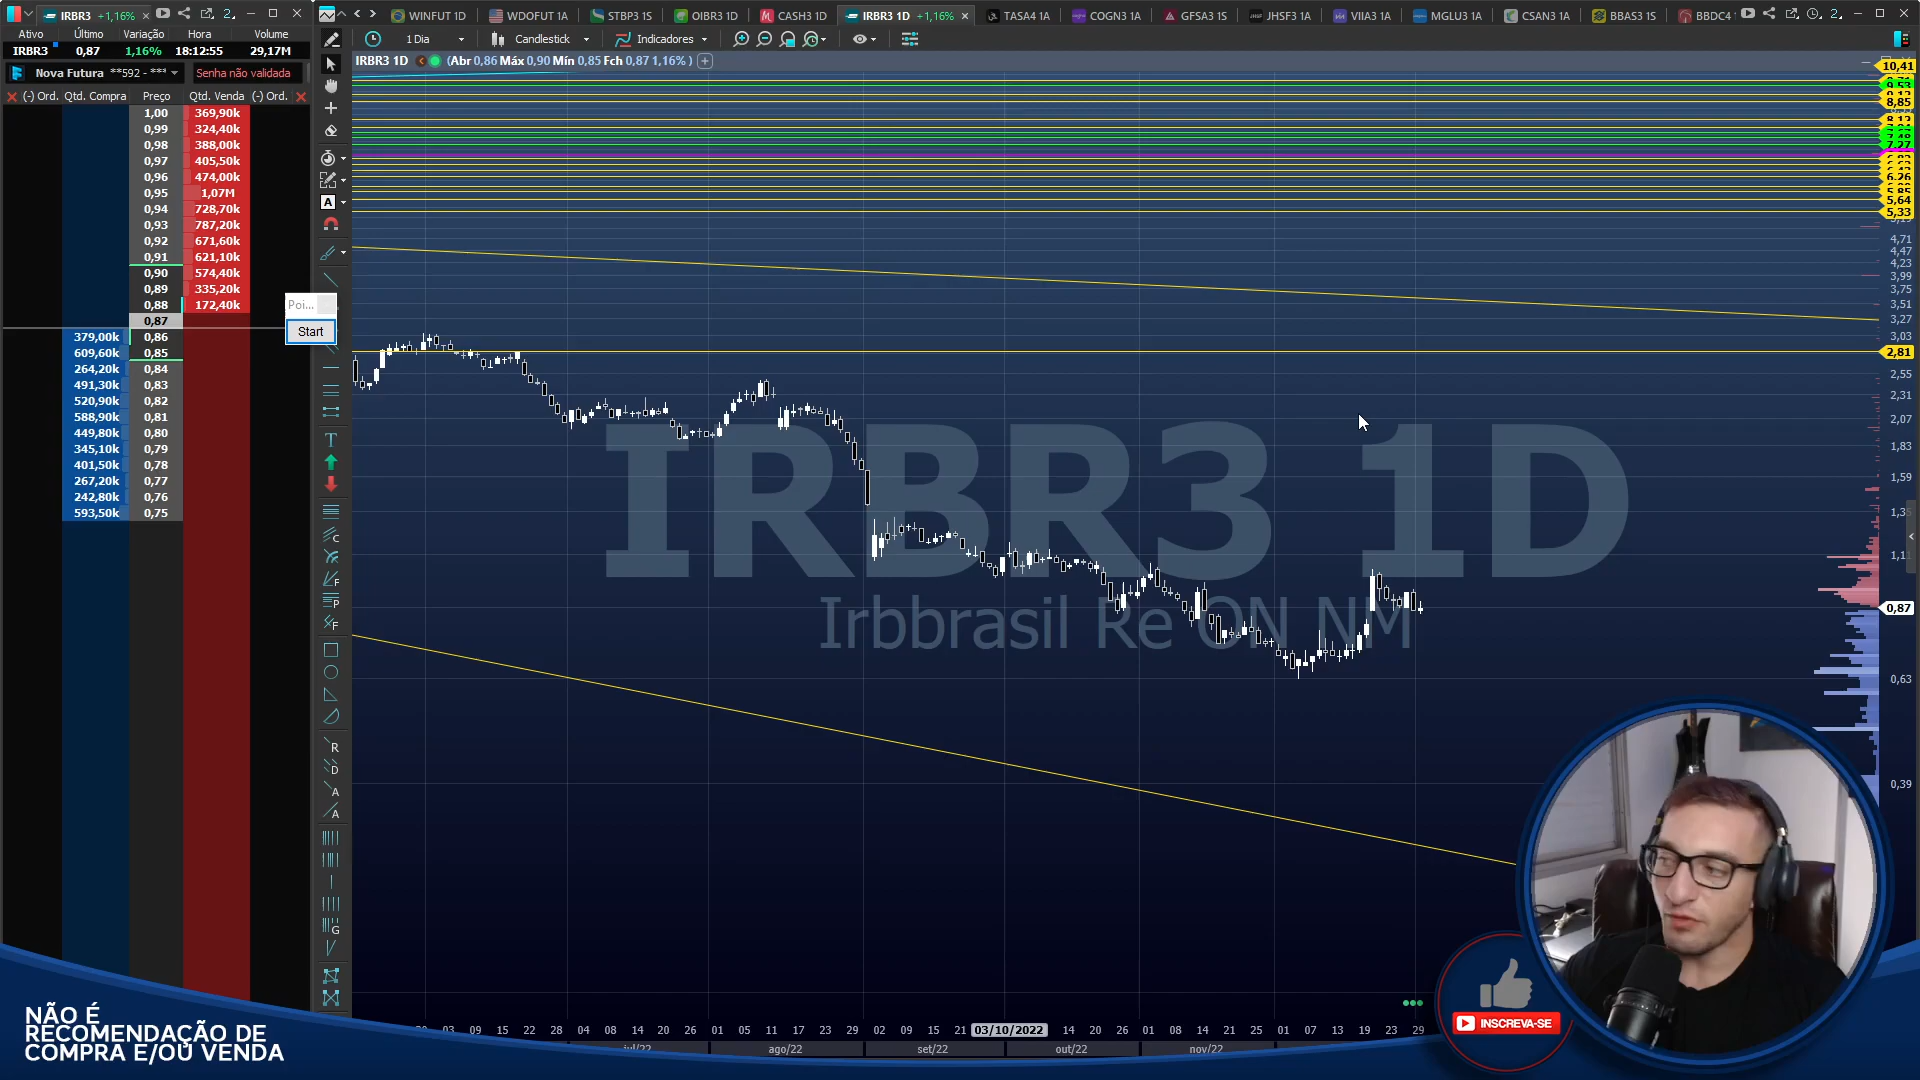 IRBR3 +1,16%
2.
Ativo Último Variação Hora Volume
IRBR3 0,87 1,16% 18:12:55 29,17M
Nova Futura **592 - *** Senha não validada
(-) Ord. Qtd. Compra Preço Qtd. Venda (-) Ord.
1,00 369,90k
0,99 324,40k
0,98 388,00k
0,97 405,50k
0,96 474,00k
0,95 1,07M
0,94 728,70k
0,93 787,20k
0,92 671,60k
0,91 621,10k
0,90 574,40k
0,89 335,20k
0,88 172,40k
0,87
379,00k 0,86
609,60k 0,85
264,20k 0,84
491,30k 0,83
520,90k 0,82
588,90k 0,81
449,80k 0,80
345,10k 0,79
401,50k 0,78
267,20k 0,77
242,80k 0,76
593,50k 0,75
Poi...
Start
WINFUT 1D WDOFUT 1A STBP3 1S OIBR3 1D CASH3 1D IRBR3 1D +1,16% TASA4 1A COGN3 1A GFSA3 1S JHSF3 1A VIIA3 1A MGLU3 1A CSAN3 1A BBAS3 1S BBDC4
2.
1 Dia Candlestick Indicadores
IRBR3 1D (Abr 0,86 Máx 0,90 Mín 0,85 Fch 0,87 1,16% )
10,41
8,85
7,27
6,26
5,64
5,33
4,71
4,47
4,23
3,99
3,75
3,51
3,27
3,03
2,81
2,55
2,31
2,07
1,83
1,59
1,11
0,87
0,63
0,39
IRBR3 1D
Irbbrasil Re ON NM
03 09 15 22 28 04 14 20 26 01 05 11 17 23 29 02 09 15 21 03/10/2022 14 20 26 01 08 14 21 25 01 07 13 19 23 29
jul/22 ago/22 set/22 out/22 nov/22
NÃO É
RECOMENDAÇÃO DE
COMPRA E/OU VENDA
INSCREVA-SE